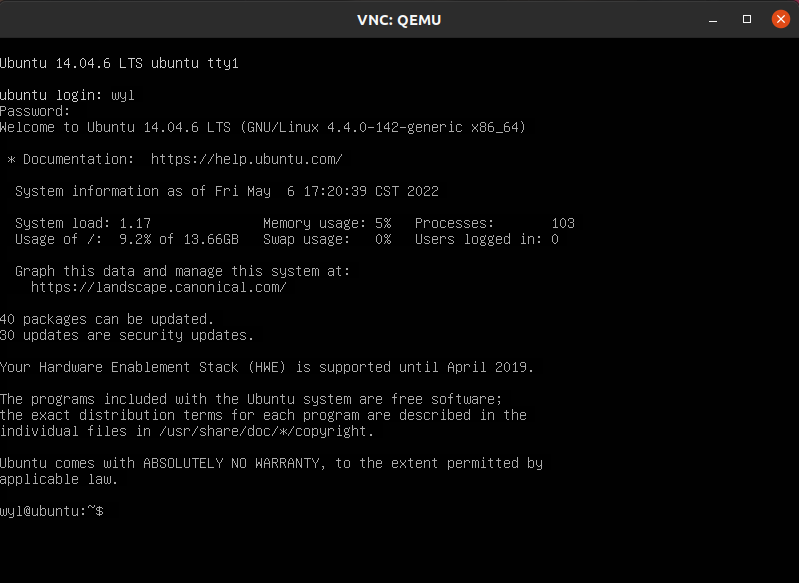 VNC: QEMU
Ubuntu 14.04.6 LTS ubuntu tty1
ubuntu login: wyl
Password:
Welcome to Ubuntu 14.04.6 LTS (GNU/Linux 4.4.0-142-generic x86_64)
* Documentation:  https://help.ubuntu.com/
System information as of Fri May  6 17:20:39 CST 2022
System load: 1.17              Memory usage: 5%   Processes:       103
Usage of /:  9.2% of 13.66GB   Swap usage:   0%   Users logged in: 0
Graph this data and manage this system at:
https://landscape.canonical.com/
40 packages can be updated.
30 updates are security updates.
Your Hardware Enablement Stack (HWE) is supported until April 2019.
The programs included with the Ubuntu system are free software;
the exact distribution terms for each program are described in the
individual files in /usr/share/doc/*/copyright.
Ubuntu comes with ABSOLUTELY NO WARRANTY, to the extent permitted by
applicable law.
wyl@ubuntu:~$